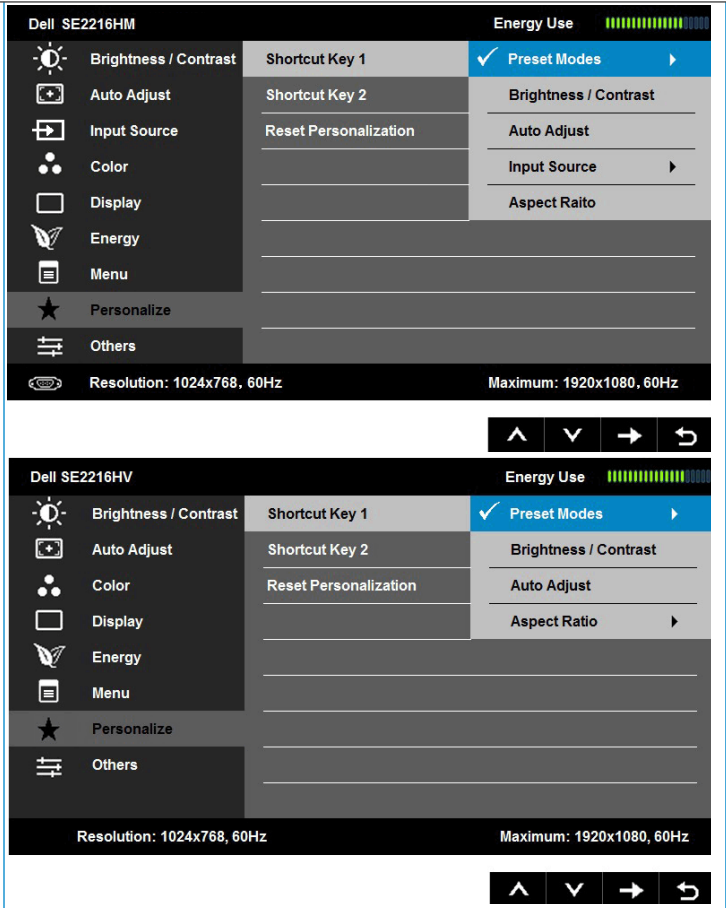 Dell SE2216HM Energy Use
Brightness / Contrast Shortcut Key 1 Preset Modes
Auto Adjust Shortcut Key 2 Brightness / Contrast
Input Source Reset Personalization Auto Adjust
Color Input Source
Display Aspect Raito
Energy
Menu
Personalize
Others
Resolution: 1024x768, 60Hz Maximum: 1920x1080, 60Hz
Dell SE2216HV Energy Use
Brightness / Contrast Shortcut Key 1 Preset Modes
Auto Adjust Shortcut Key 2 Brightness / Contrast
Color Reset Personalization Auto Adjust
Display Aspect Ratio
Energy
Menu
Personalize
Others
Resolution: 1024x768, 60Hz Maximum: 1920x1080, 60Hz